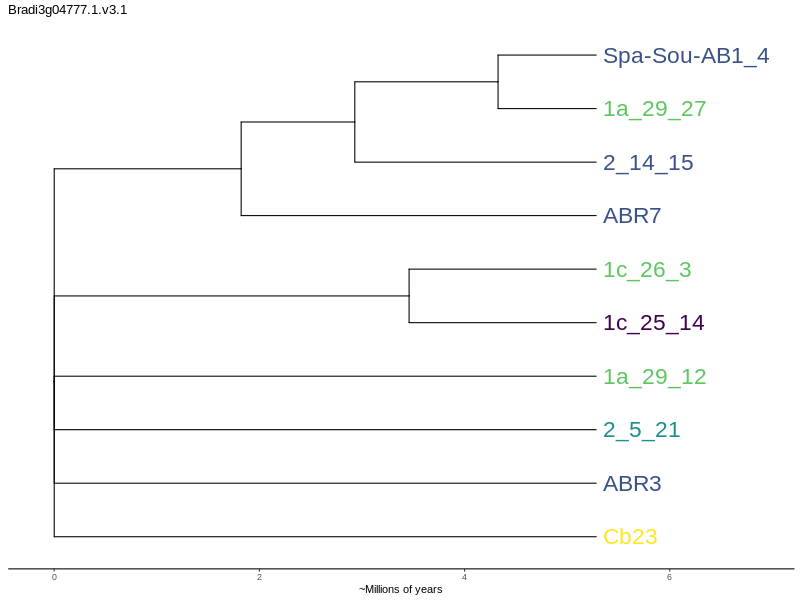 Bradi3g04777.1.v3.1
Spa-Sou-AB1_4
1a_29_27
2_14_15
ABR7
1c_26_3
1c_25_14
1a_29_12
2_5_21
ABR3
Cb23
0 2 4 6
~Millions of years